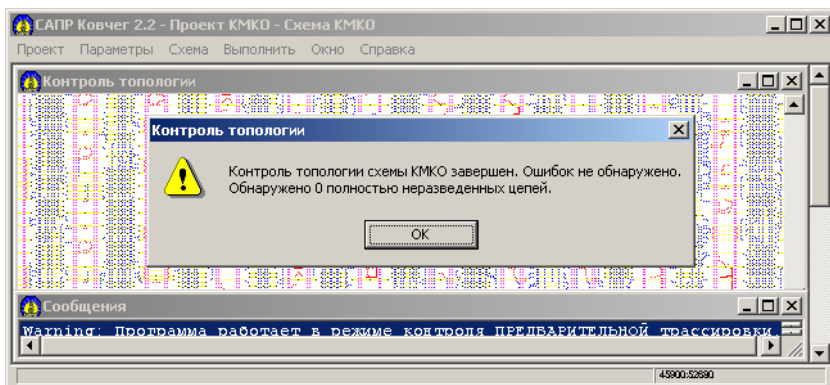 САПР Ковчег 2.2 - Проект КМКО - Схема КМКО
Проект Параметры Схема Выполнить Окно Справка
Контроль топологии
Контроль топологии
Контроль топологии схемы КМКО завершен. Ошибок не обнаружено.
Обнаружено 0 полностью неразведенных цепей.
OK
Сообщения
Warning: Программа работает в режиме контроля ПРЕДВАРИТЕЛЬНОЙ трассировки.
45900:52690